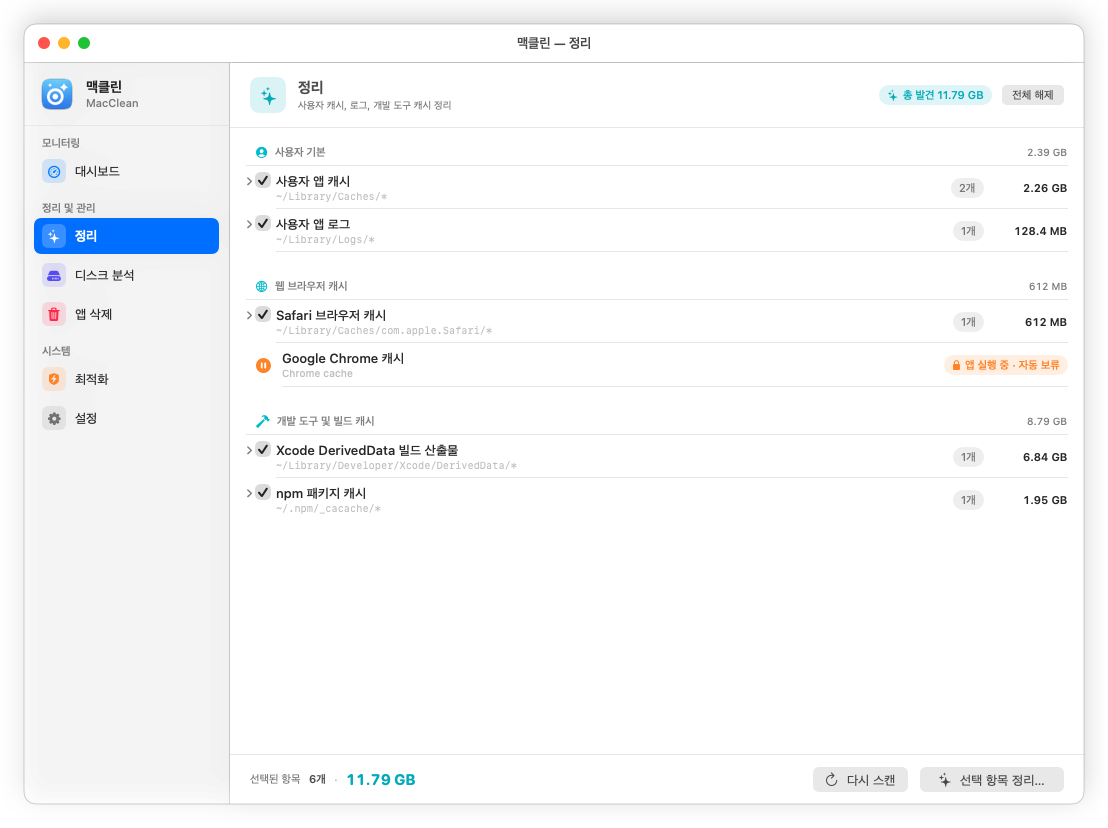 맥클린 — 정리
맥클린
MacClean
모니터링
대시보드
정리 및 관리
정리
디스크 분석
앱 삭제
시스템
최적화
설정
정리
사용자 캐시, 로그, 개발 도구 캐시 정리
총 발견 11.79 GB
전체 해제
사용자 기본 2.39 GB
사용자 앱 캐시
~/Library/Caches/*
2개 2.26 GB
사용자 앱 로그
~/Library/Logs/*
1개 128.4 MB
웹 브라우저 캐시 612 MB
Safari 브라우저 캐시
~/Library/Caches/com.apple.Safari/*
1개 612 MB
Google Chrome 캐시
Chrome cache
앱 실행 중 · 자동 보류
개발 도구 및 빌드 캐시 8.79 GB
Xcode DerivedData 빌드 산출물
~/Library/Developer/Xcode/DerivedData/*
1개 6.84 GB
npm 패키지 캐시
~/.npm/_cacache/*
1개 1.95 GB
선택된 항목 6개 · 11.79 GB
다시 스캔
선택 항목 정리...